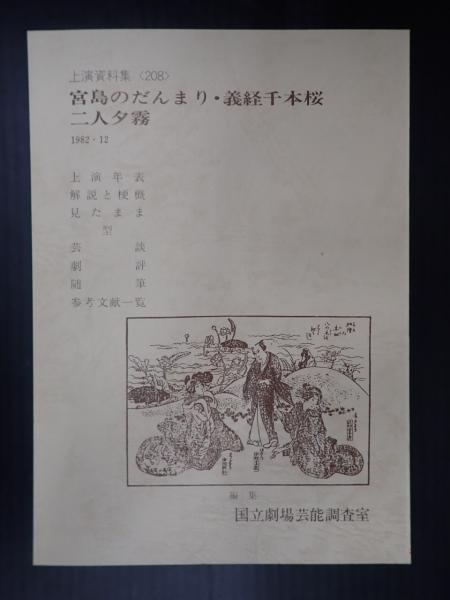 上演資料集〈208〉
宮島のだんまり・義経千本桜
二人夕霧
1982・12
上演年表
解説と梗概
見たまま
型
芸談
劇評
随筆
参考文献一覧
編集
国立劇場芸能調査室